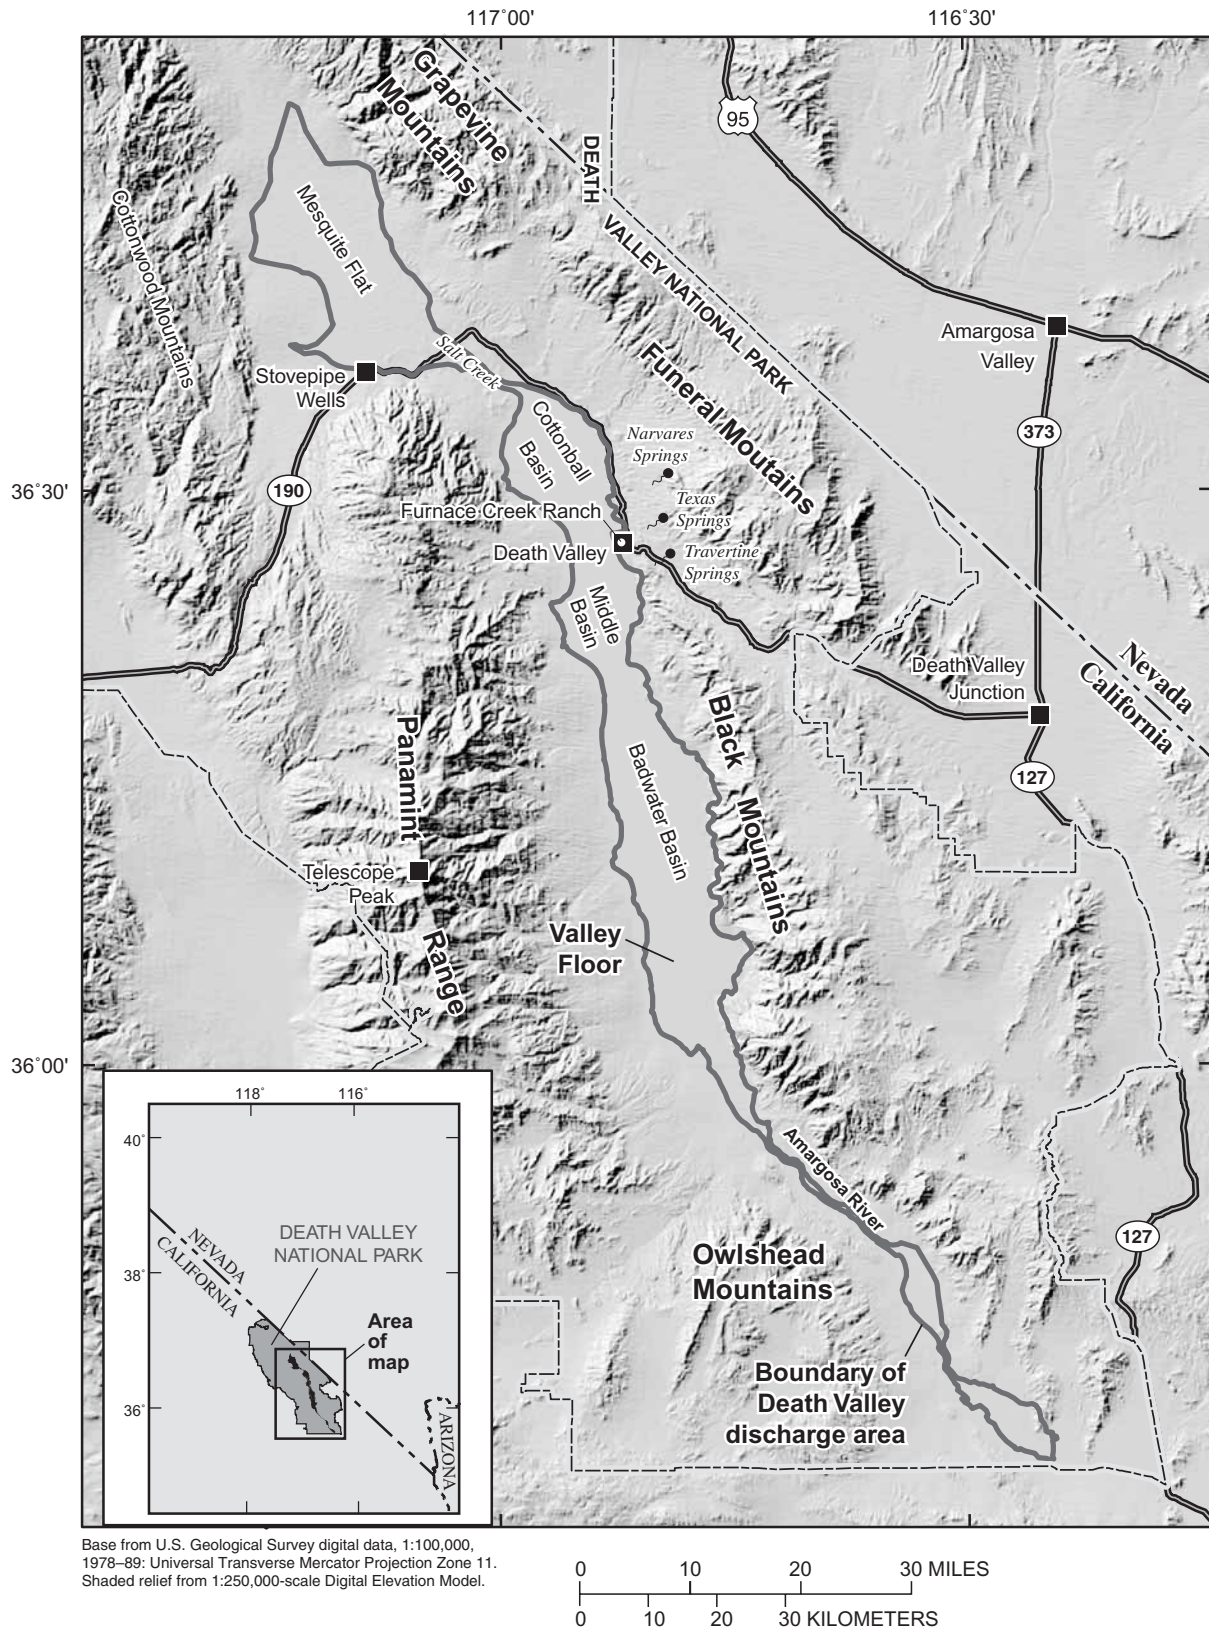 117°00'
116°30'
Grapevine
Mountains
95
DEATH
VALLEY NATIONAL PARK
Cottonwood Mountains
Mesquite Flat
Amargosa
Valley
Salt Creek
Stovepipe
Wells
Funeral Moutains
373
Cottonball
Basin
Narvares
Springs
36°30'
190
Texas
Springs
Furnace Creek Ranch
Death Valley
Travertine
Springs
Middle
Basin
Death Valley
Junction
Nevada
California
Black
Mountains
Panamint
Range
Badwater Basin
127
Telescope
Peak
Valley
Floor
36°00'
118°
116°
40°
38°
36°
NEVADA
CALIFORNIA
DEATH VALLEY
NATIONAL PARK
Area
of
map
ARIZONA
Amargosa River
127
Owlshead
Mountains
Boundary of
Death Valley
discharge area
Base from U.S. Geological Survey digital data, 1:100,000,
1978–89: Universal Transverse Mercator Projection Zone 11.
Shaded relief from 1:250,000-scale Digital Elevation Model.
0 10 20 30 MILES
0 10 20 30 KILOMETERS